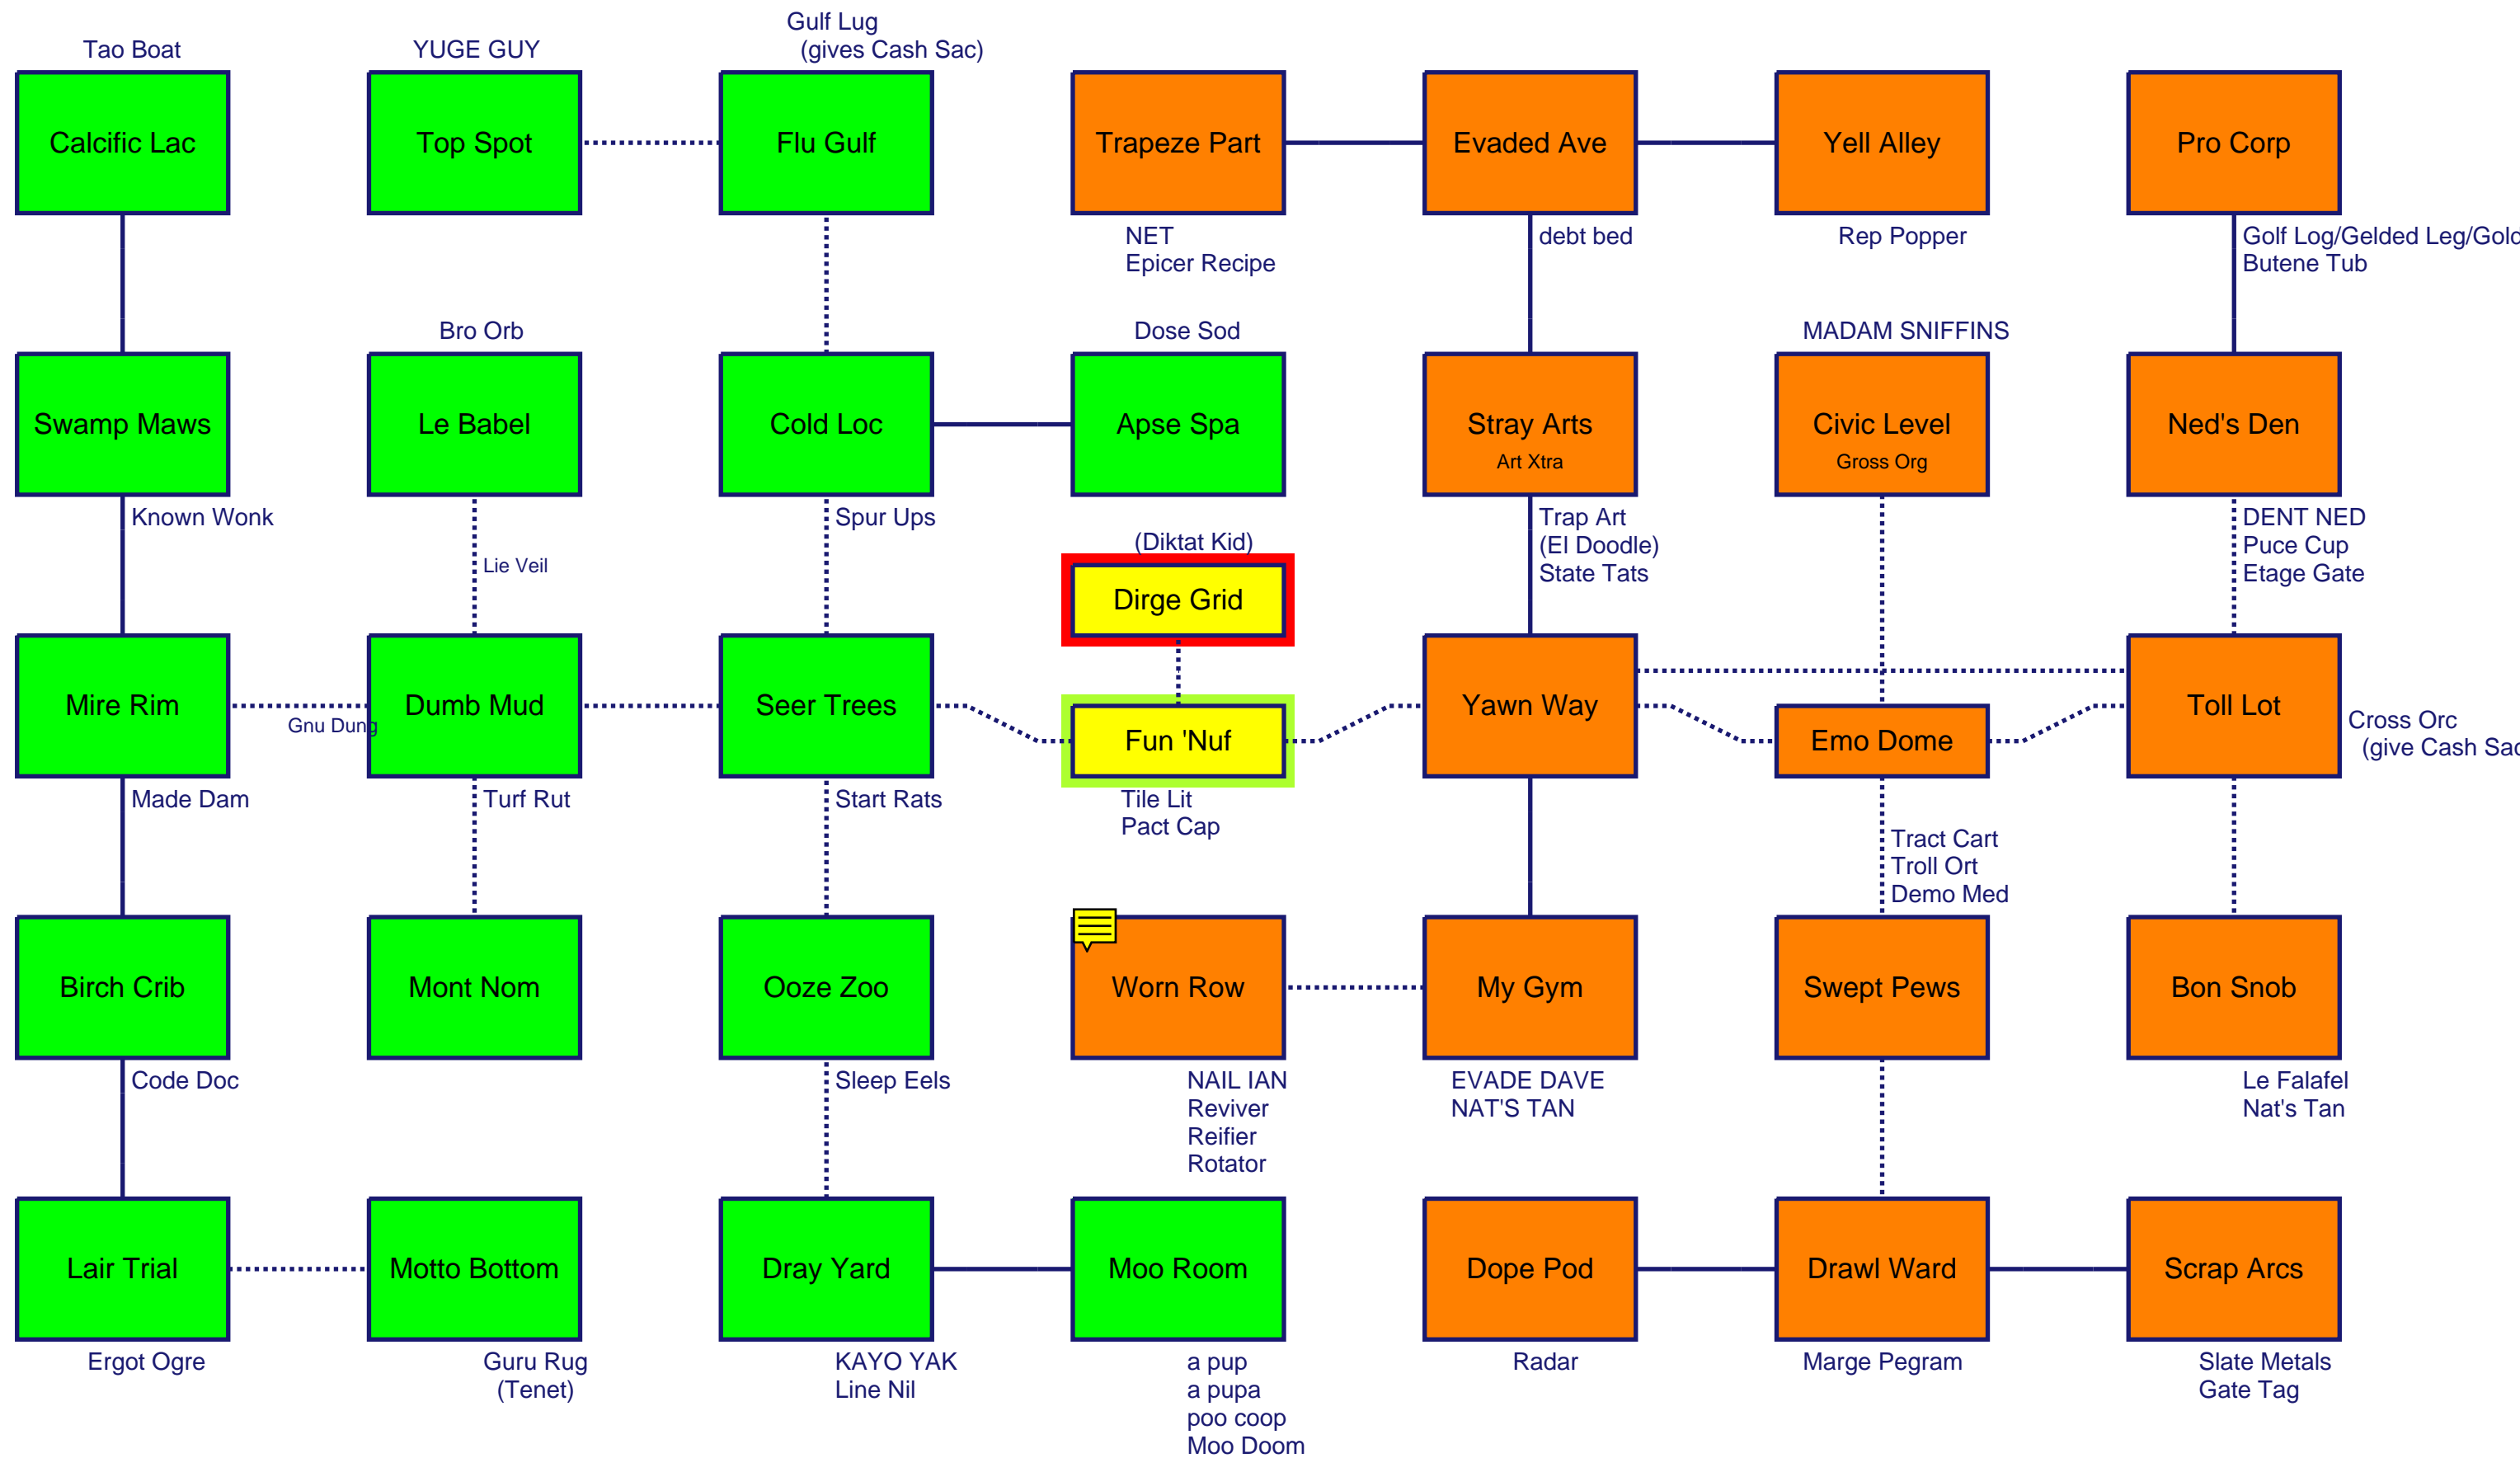 Gulf Lug
Tao Boat
YUGE GUY
(gives Cash Sac)
Calcific Lac
Top Spot
Flu Gulf
Trapeze Part
Evaded Ave
Yell Alley
Pro Corp
NET
Epicer Recipe
debt bed
Rep Popper
Golf Log/Gelded Leg/Gold
Butene Tub
Bro Orb
Dose Sod
MADAM SNIFFINS
Swamp Maws
Le Babel
Cold Loc
Apse Spa
Stray Arts
Art Xtra
Civic Level
Gross Org
Ned's Den
Known Wonk
Lie Veil
Spur Ups
(Diktat Kid)
Trap Art
(El Doodle)
State Tats
DENT NED
Puce Cup
Etage Gate
Dirge Grid
Mire Rim
Gnu Dung
Dumb Mud
Seer Trees
Fun 'Nuf
Yawn Way
Emo Dome
Toll Lot
Cross Orc
(give Cash Sac
Made Dam
Turf Rut
Start Rats
Tile Lit
Pact Cap
Tract Cart
Troll Ort
Demo Med
Birch Crib
Mont Nom
Ooze Zoo
Worn Row
My Gym
Swept Pews
Bon Snob
Code Doc
Sleep Eels
NAIL IAN
Reviver
Reifier
Rotator
EVADE DAVE
NAT'S TAN
Le Falafel
Nat's Tan
Lair Trial
Motto Bottom
Dray Yard
Moo Room
Dope Pod
Drawl Ward
Scrap Arcs
Ergot Ogre
Guru Rug
(Tenet)
KAYO YAK
Line Nil
a pup
a pupa
poo coop
Moo Doom
Radar
Marge Pegram
Slate Metals
Gate Tag